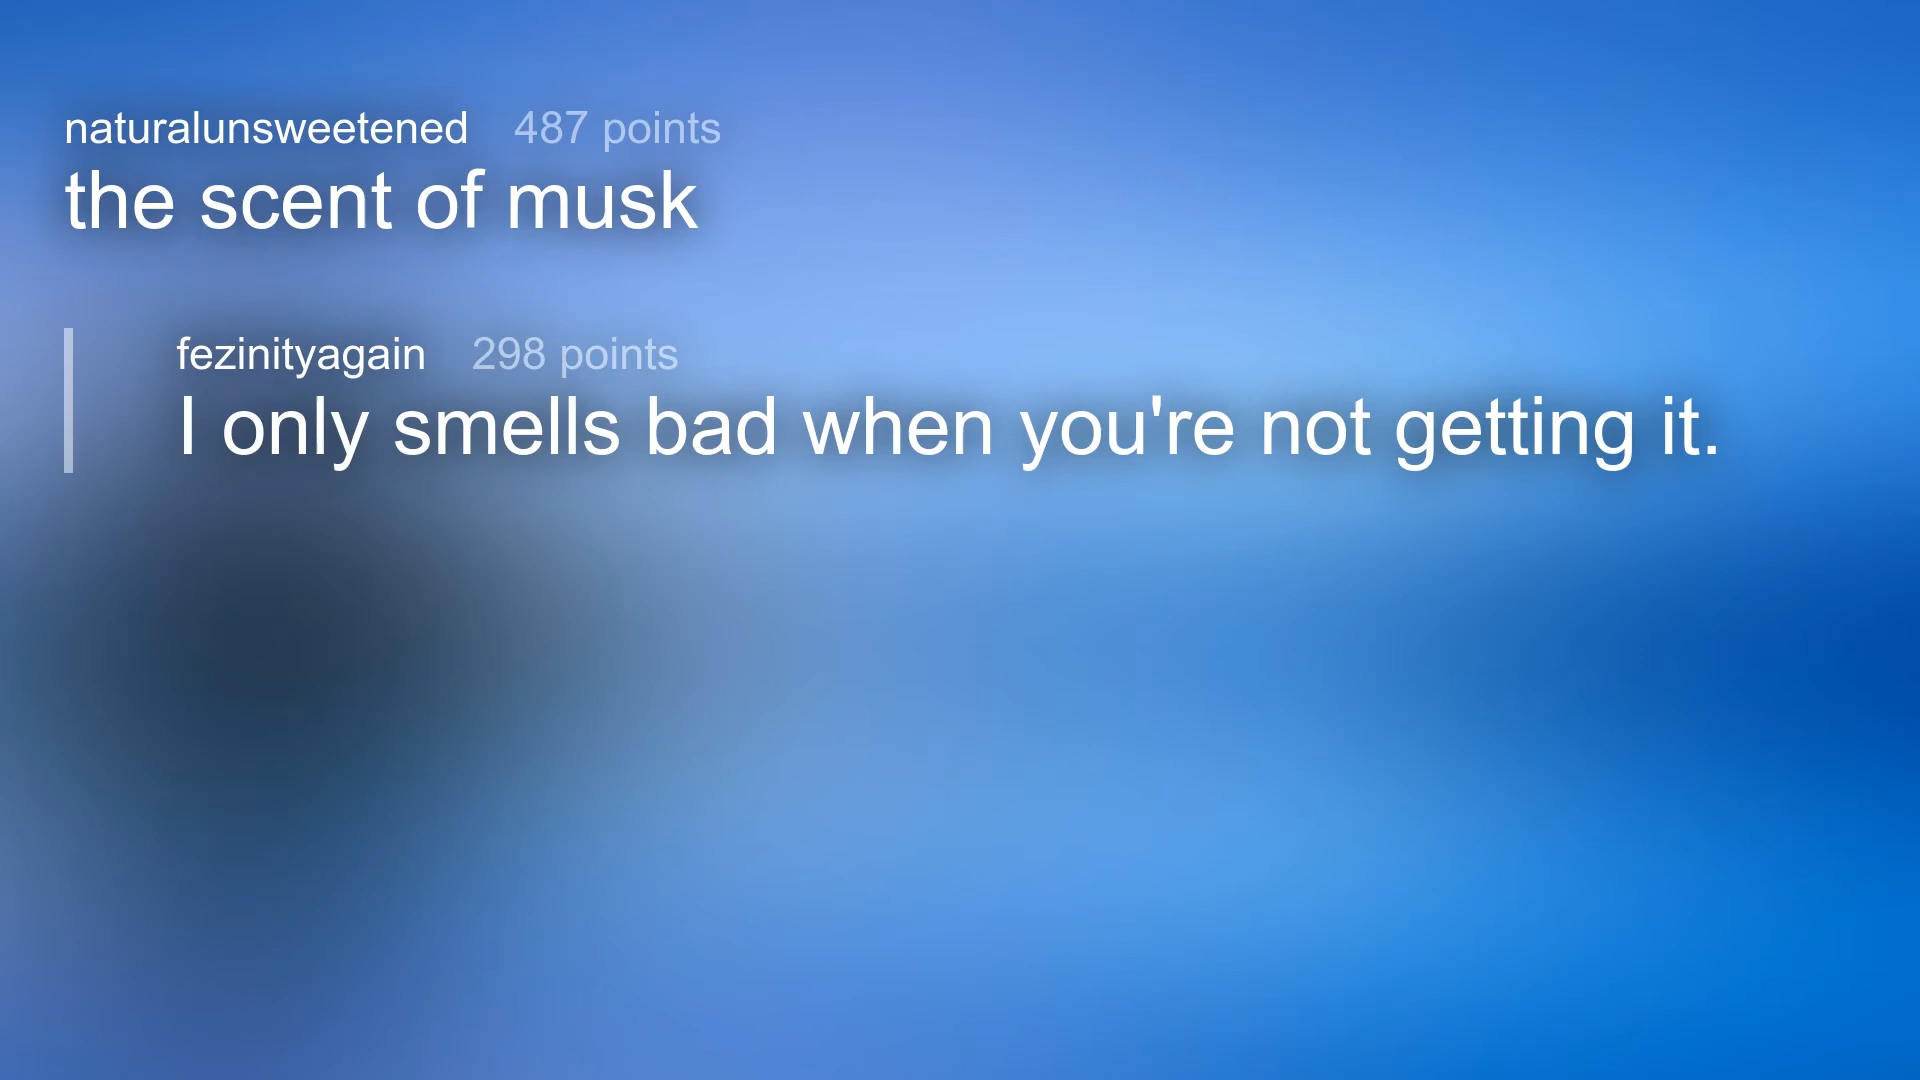 naturalunsweetened 487 points
the scent of musk
fezinityagain 298 points
I only smells bad when you're not getting it.